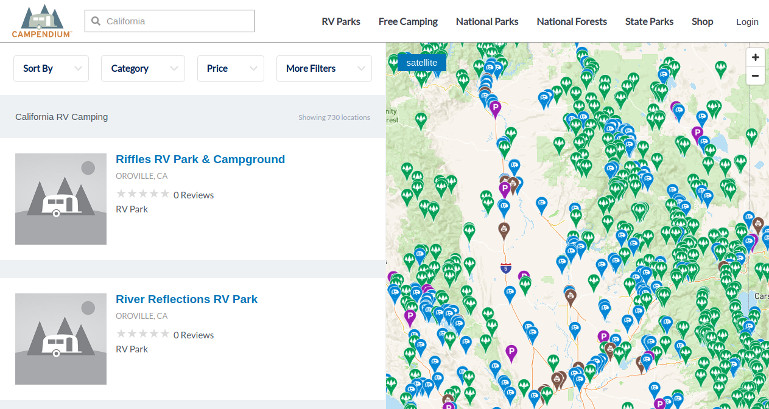 CAMPENDIUM
California
RV Parks
Free Camping
National Parks
National Forests
State Parks
Shop
Login
Sort By
Category
Price
More Filters
satellite
+
−
California RV Camping
Showing 730 locations
Riffles RV Park & Campground
OROVILLE, CA
0 Reviews
RV Park
River Reflections RV Park
OROVILLE, CA
0 Reviews
RV Park